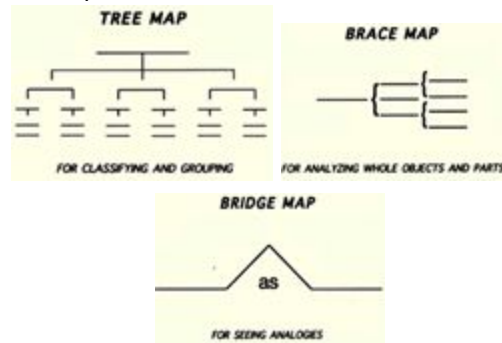 TREE MAP
FOR CLASSIFYING AND GROUPING
BRACE MAP
FOR ANALYZING WHOLE OBJECTS AND PARTS
BRIDGE MAP
as
FOR SEEING ANALOGIES